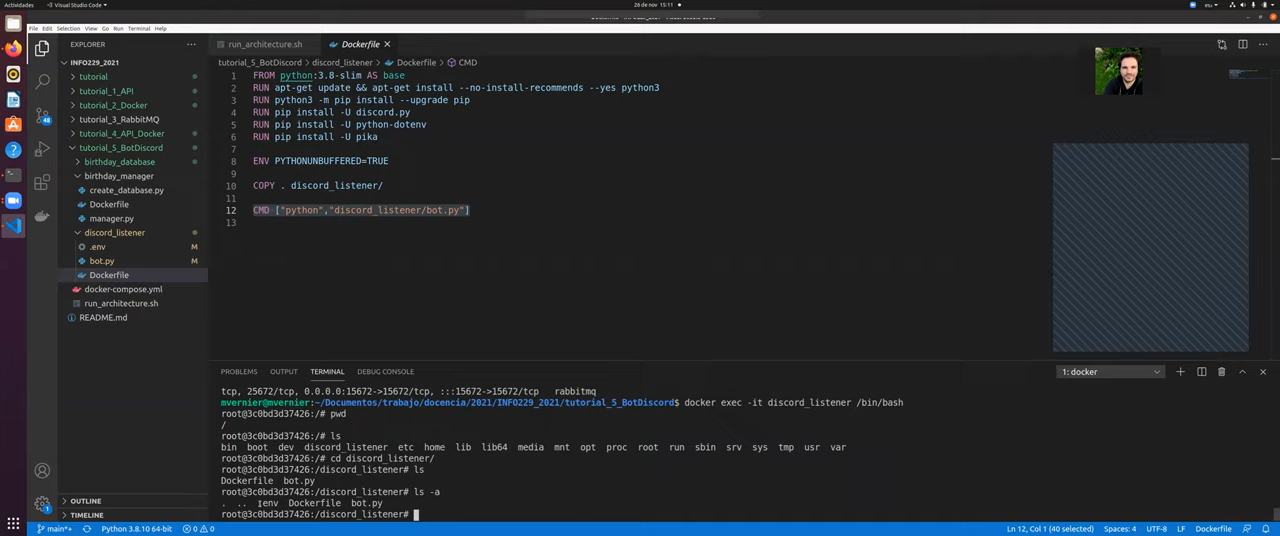 Actividades
Visual Studio Code
26 de nov 15:11
File Edit Selection View Go Run Terminal Help
EXPLORER
INFO229_2021
tutorial
tutorial_1_API
tutorial_2_Docker
tutorial_3_RabbitMQ
tutorial_4_API_Docker
tutorial_5_BotDiscord
birthday_database
birthday_manager
create_database.py
Dockerfile
manager.py
discord_listener
.env M
bot.py M
Dockerfile
docker-compose.yml
run_architecture.sh
README.md
OUTLINE
TIMELINE
48
1
run_architecture.sh
Dockerfile
tutorial_5_BotDiscord > discord_listener > Dockerfile > CMD
1 FROM python:3.8-slim AS base
2 RUN apt-get update && apt-get install --no-install-recommends --yes python3
3 RUN python3 -m pip install --upgrade pip
4 RUN pip install -U discord.py
5 RUN pip install -U python-dotenv
6 RUN pip install -U pika
7
8 ENV PYTHONUNBUFFERED=TRUE
9
10 COPY . discord_listener/
11
12 CMD ["python","discord_listener/bot.py"]
13
PROBLEMS OUTPUT TERMINAL DEBUG CONSOLE
1: docker
tcp, 25672/tcp, 0.0.0.0:15672->15672/tcp, :::15672->15672/tcp rabbitmq
mvernier@mvernier:~/Documentos/trabajo/docencia/2021/INFO229_2021/tutorial_5_BotDiscord$ docker exec -it discord_listener /bin/bash
root@3c0bd3d37426:/# pwd
/
root@3c0bd3d37426:/# ls
bin boot dev discord_listener etc home lib lib64 media mnt opt proc root run sbin srv sys tmp usr var
root@3c0bd3d37426:/# cd discord_listener/
root@3c0bd3d37426:/discord_listener# ls
Dockerfile bot.py
root@3c0bd3d37426:/discord_listener# ls -a
. .. .env Dockerfile bot.py
root@3c0bd3d37426:/discord_listener#
main*+
Python 3.8.10 64-bit
0 0
Ln 12, Col 1 (40 selected)
Spaces: 4
UTF-8
LF
Dockerfile